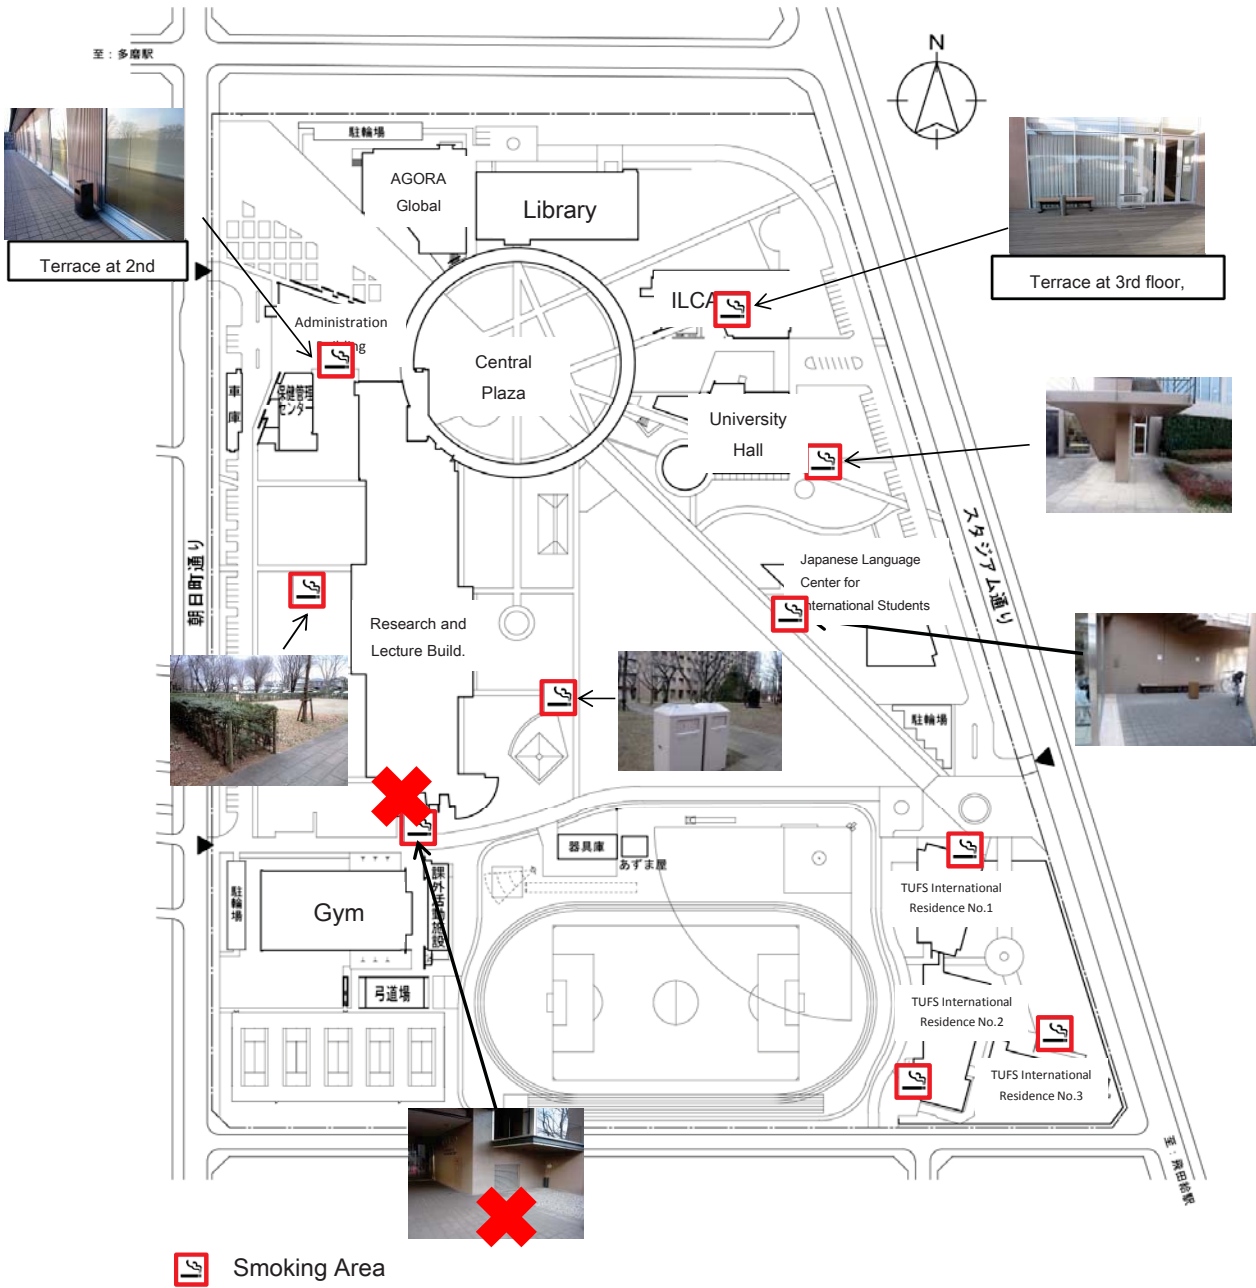 至：多磨駅
N
駐輪場
AGORA
Global
Library
Terrace at 2nd
Terrace at 3rd floor,
ILCA
Administration
Central
Plaza
車庫
保健管理
センター
University
Hall
スタジアム通り
朝日町通り
Japanese Language
Center for
International Students
Research and
Lecture Build.
駐輪場
器具庫
あずま屋
駐輪場
Gym
課外活動施設
TUFS International
Residence No.1
弓道場
TUFS International
Residence No.2
TUFS International
Residence No.3
至：飛田給駅
Smoking Area